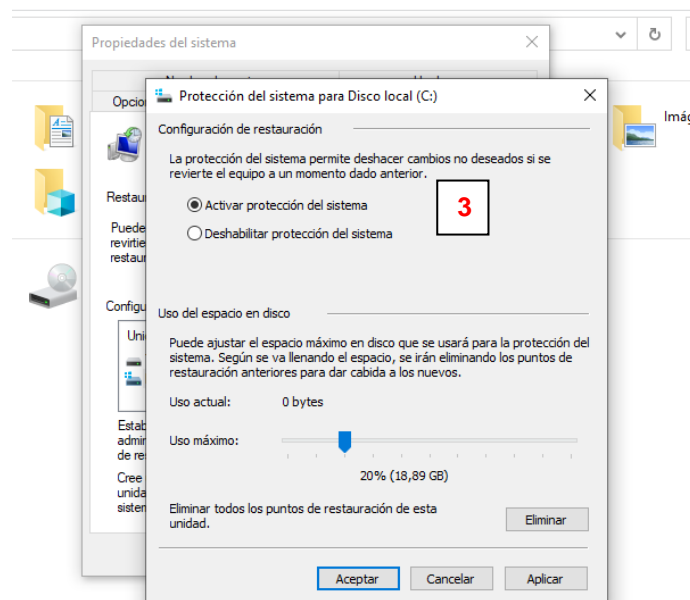 Propiedades del sistema
Opcio
Protección del sistema para Disco local (C:)
Imág
Configuración de restauración
La protección del sistema permite deshacer cambios no deseados si se
revierte el equipo a un momento dado anterior.
Restau
Activar protección del sistema
3
Puede
revirtie
restaur
Deshabilitar protección del sistema
Configu
Uso del espacio en disco
Uni
Puede ajustar el espacio máximo en disco que se usará para la protección del
sistema. Según se va llenando el espacio, se irán eliminando los puntos de
restauración anteriores para dar cabida a los nuevos.
Uso actual: 0 bytes
Estab
admin
de re
Uso máximo:
20% (18,89 GB)
Cree
unida
sisten
Eliminar todos los puntos de restauración de esta
unidad.
Eliminar
Aceptar Cancelar Aplicar